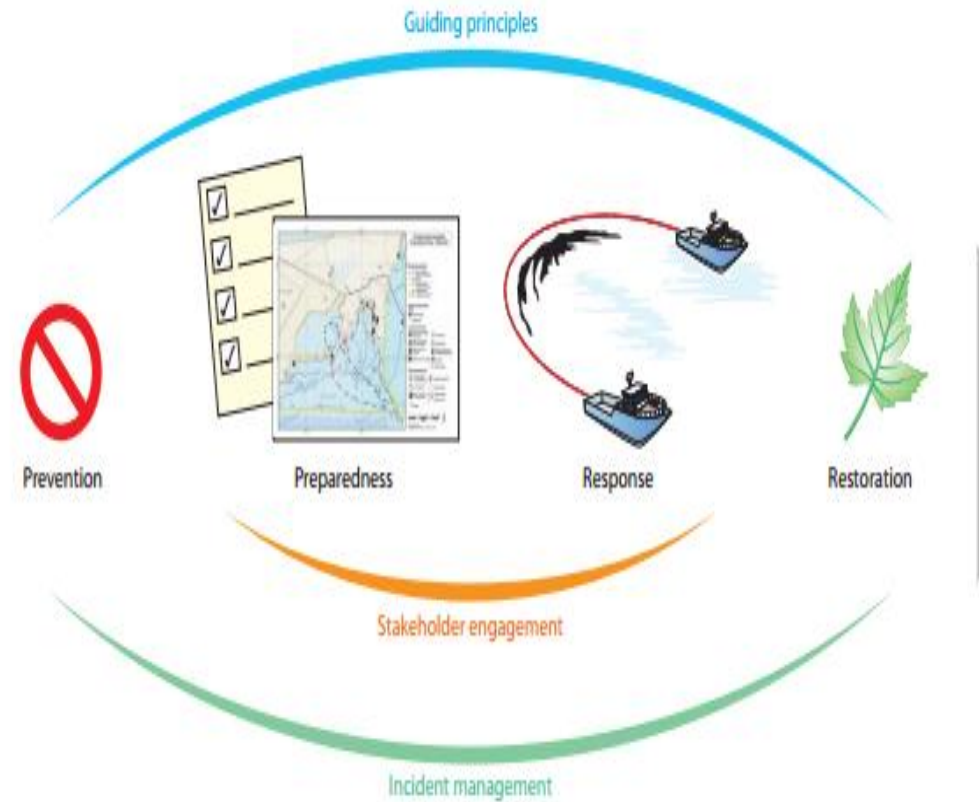 Guiding principles
Prevention
Preparedness
Response
Restoration
Stakeholder engagement
Incident management